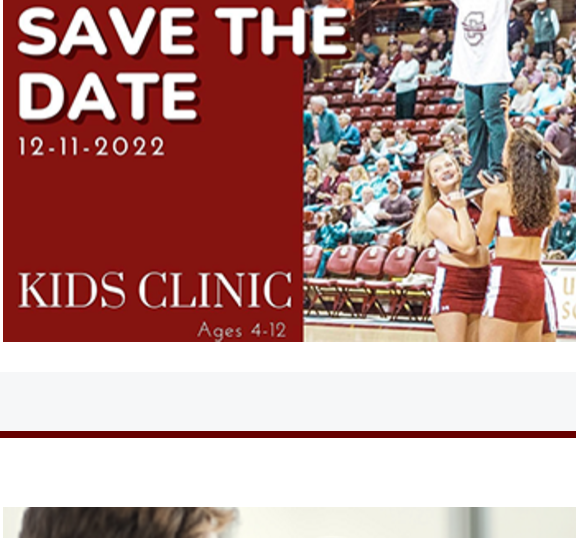 SAVE THE
DATE
12-11-2022
KIDS CLINIC
Ages 4-12